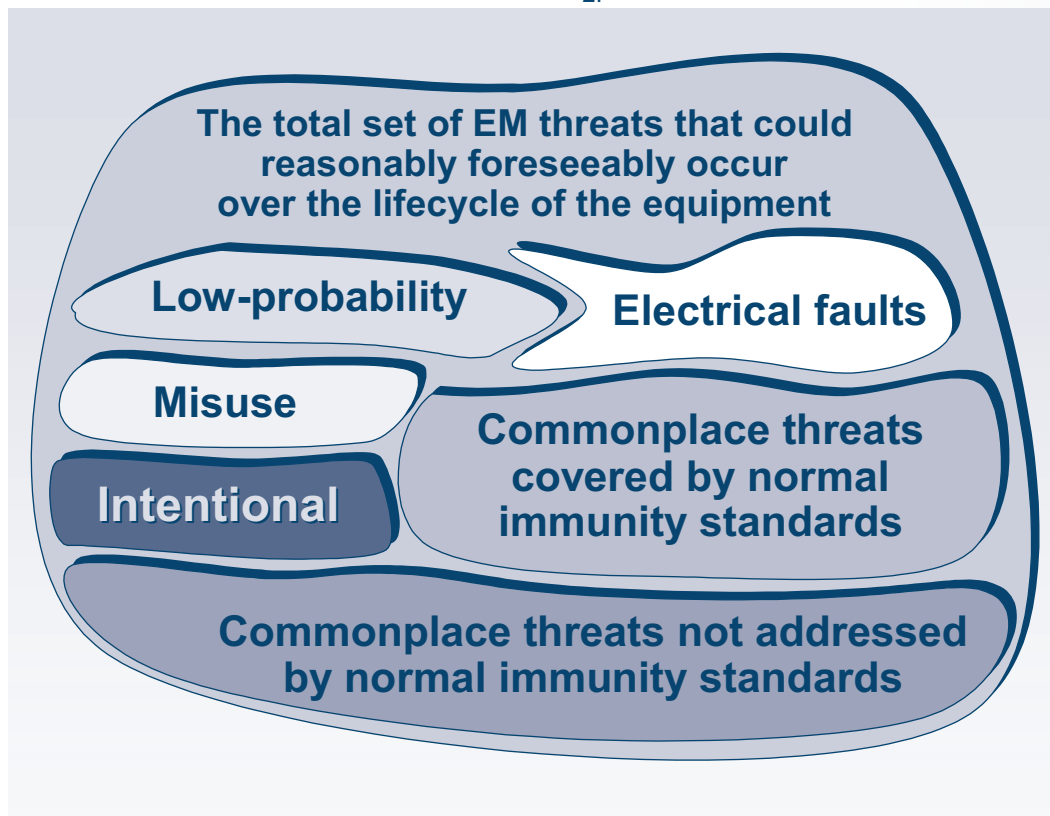 The total set of EM threats that could
reasonably foreseeably occur
over the lifecycle of the equipment
Low-probability
Electrical faults
Misuse
Commonplace threats
covered by normal
immunity standards
Intentional
Commonplace threats not addressed
by normal immunity standards